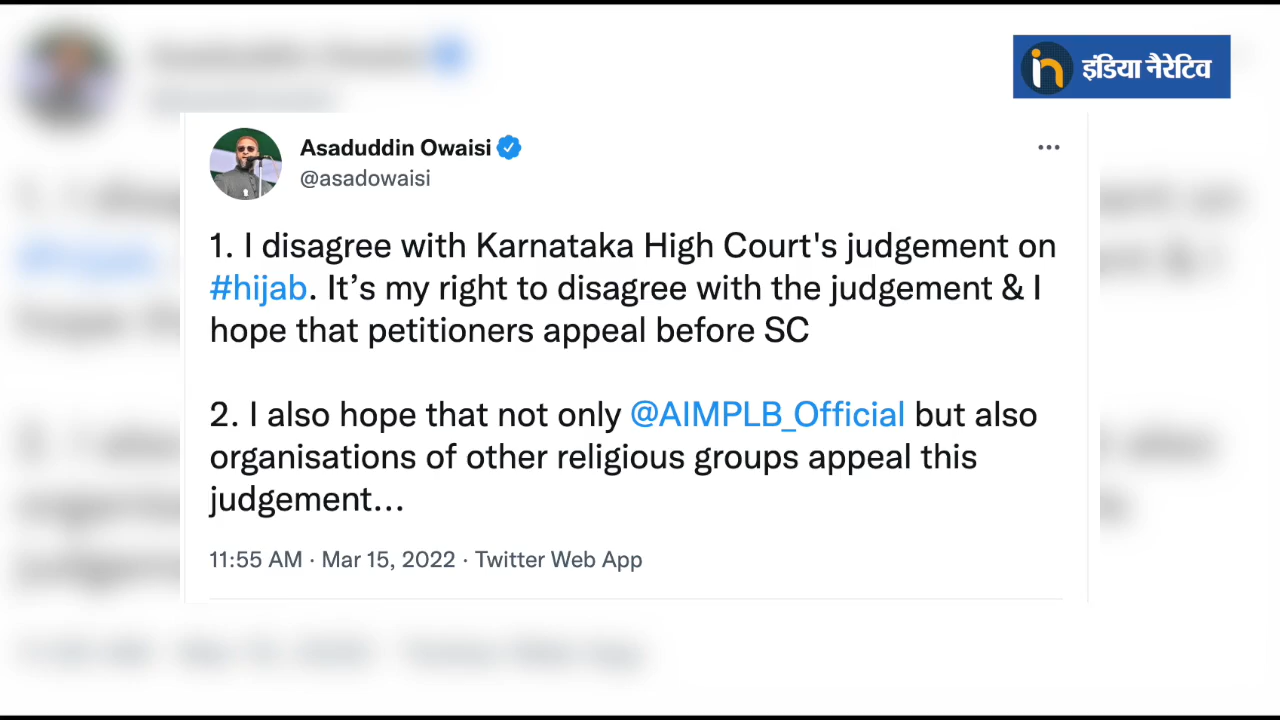 इंडिया नैरेटिव
Asaduddin Owaisi
@asadowaisi
1. I disagree with Karnataka High Court's judgement on
#hijab. It’s my right to disagree with the judgement & I
hope that petitioners appeal before SC
2. I also hope that not only @AIMPLB_Official but also
organisations of other religious groups appeal this
judgement...
11:55 AM · Mar 15, 2022 · Twitter Web App